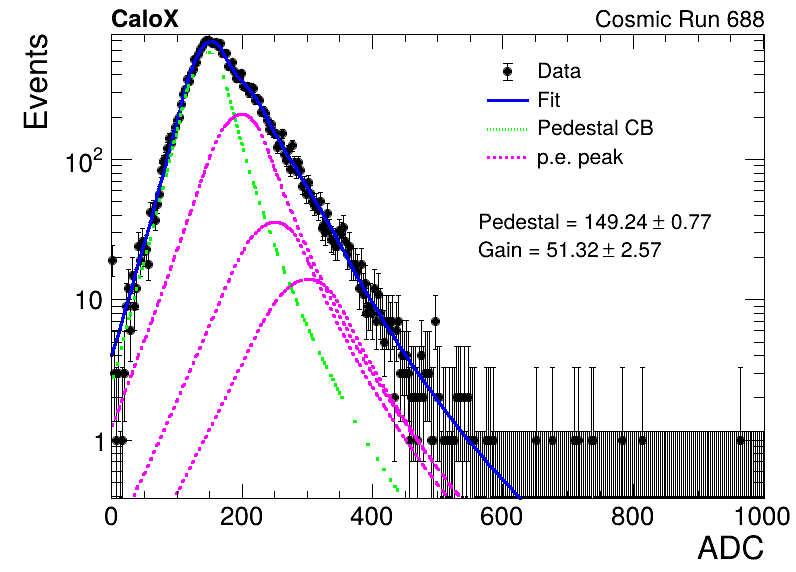 CaloX Cosmic Run 688
Events
Data
Fit
Pedestal CB
p.e. peak
Pedestal = 149.24 ± 0.77
Gain = 51.32 ± 2.57
10²
10
1
0 200 400 600 800 1000
ADC